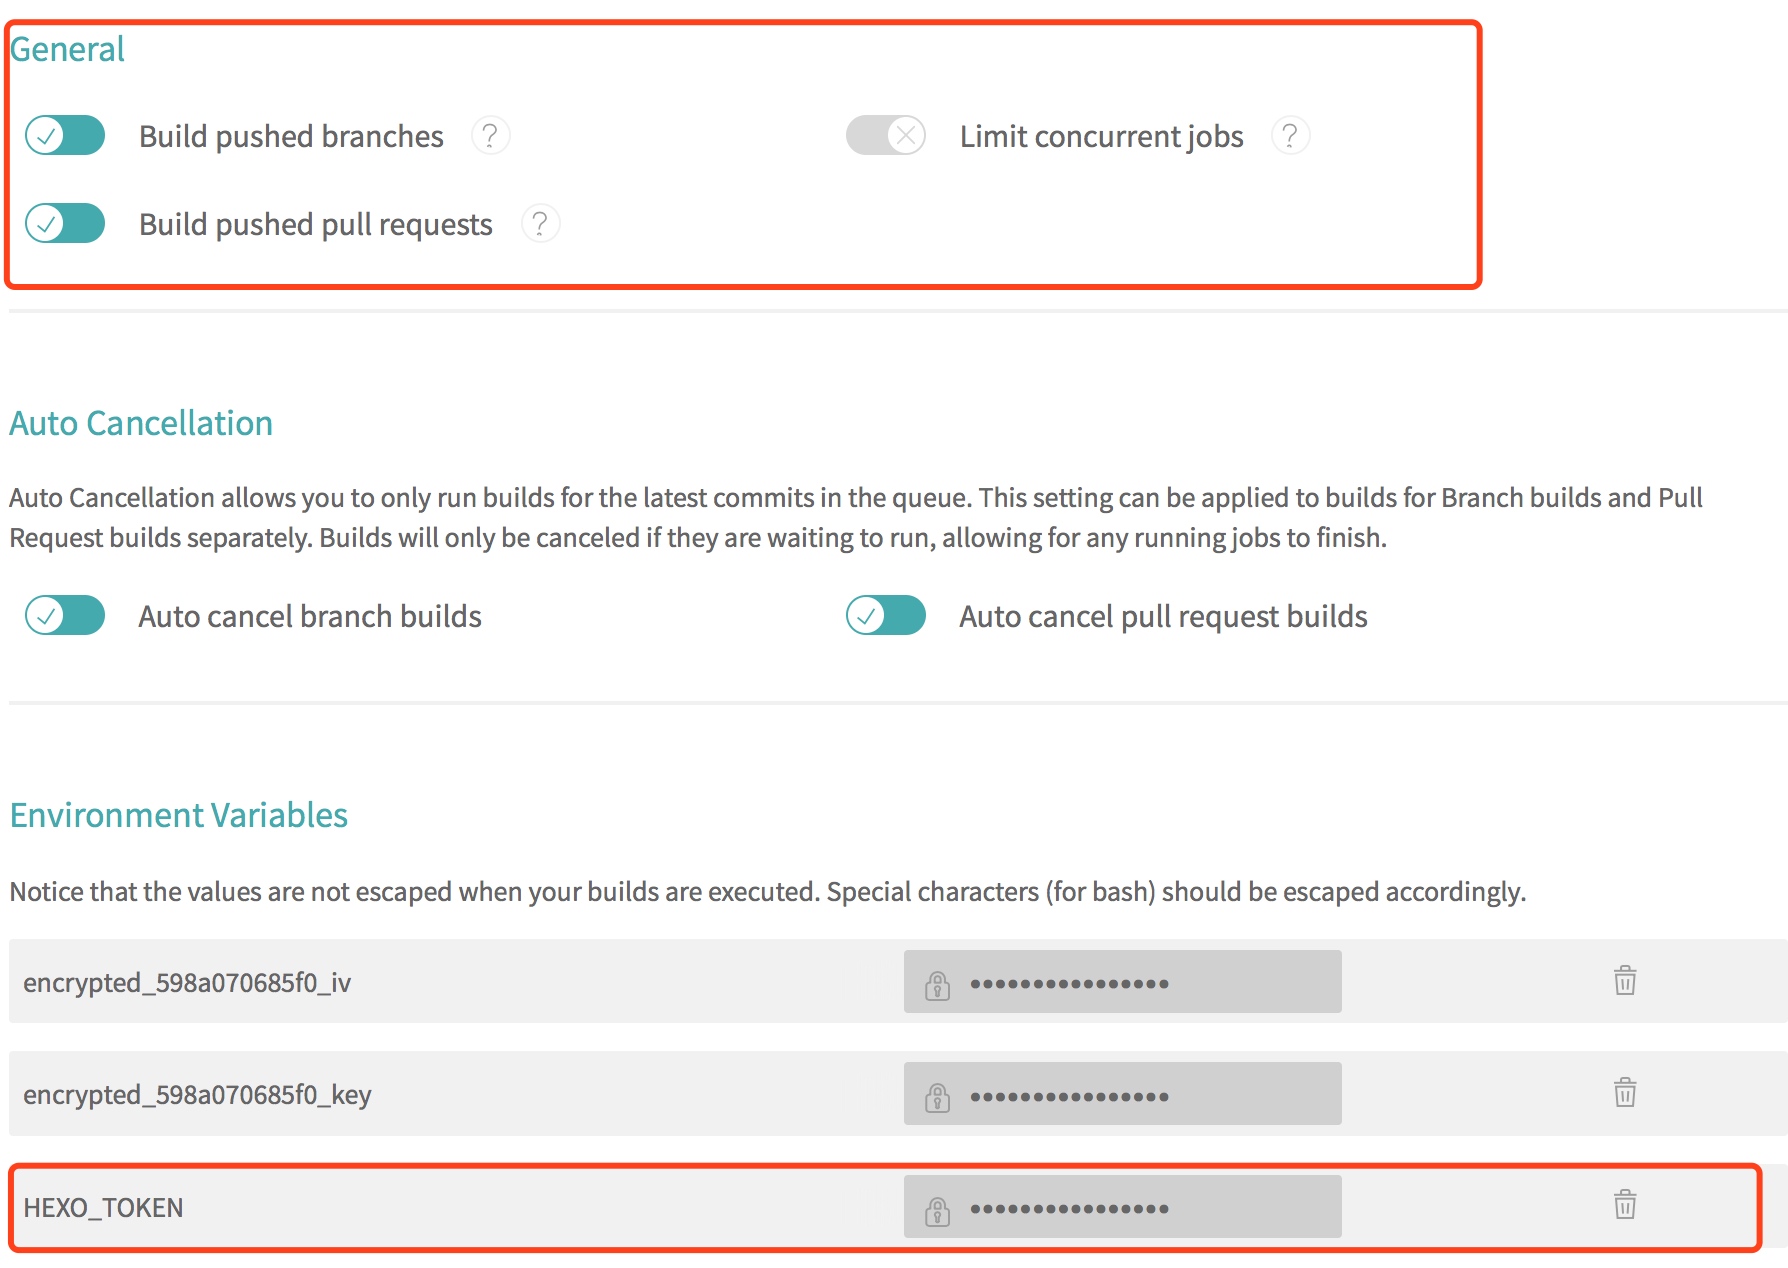 General
Build pushed branches ?
Limit concurrent jobs ?
Build pushed pull requests ?
Auto Cancellation
Auto Cancellation allows you to only run builds for the latest commits in the queue. This setting can be applied to builds for Branch builds and Pull
Request builds separately. Builds will only be canceled if they are waiting to run, allowing for any running jobs to finish.
Auto cancel branch builds
Auto cancel pull request builds
Environment Variables
Notice that the values are not escaped when your builds are executed. Special characters (for bash) should be escaped accordingly.
encrypted_598a070685f0_iv
••••••••••••••••
encrypted_598a070685f0_key
••••••••••••••••
HEXO_TOKEN
••••••••••••••••